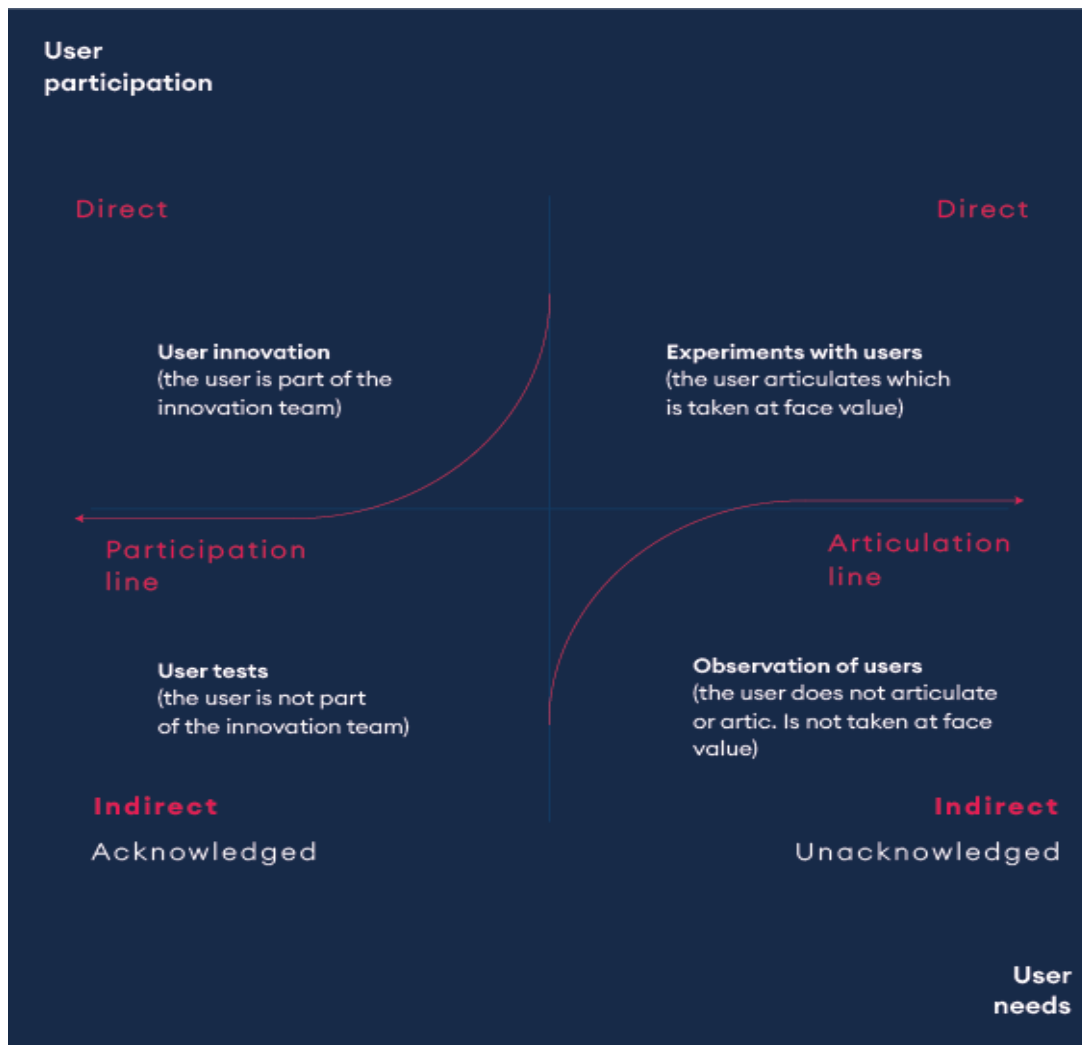 User
participation
Direct
Direct
User innovation
(the user is part of the
innovation team)
Experiments with users
(the user articulates which
is taken at face value)
Participation
line
Articulation
line
User tests
(the user is not part
of the innovation team)
Observation of users
(the user does not articulate
or artic. Is not taken at face
value)
Indirect
Indirect
Acknowledged
Unacknowledged
User
needs